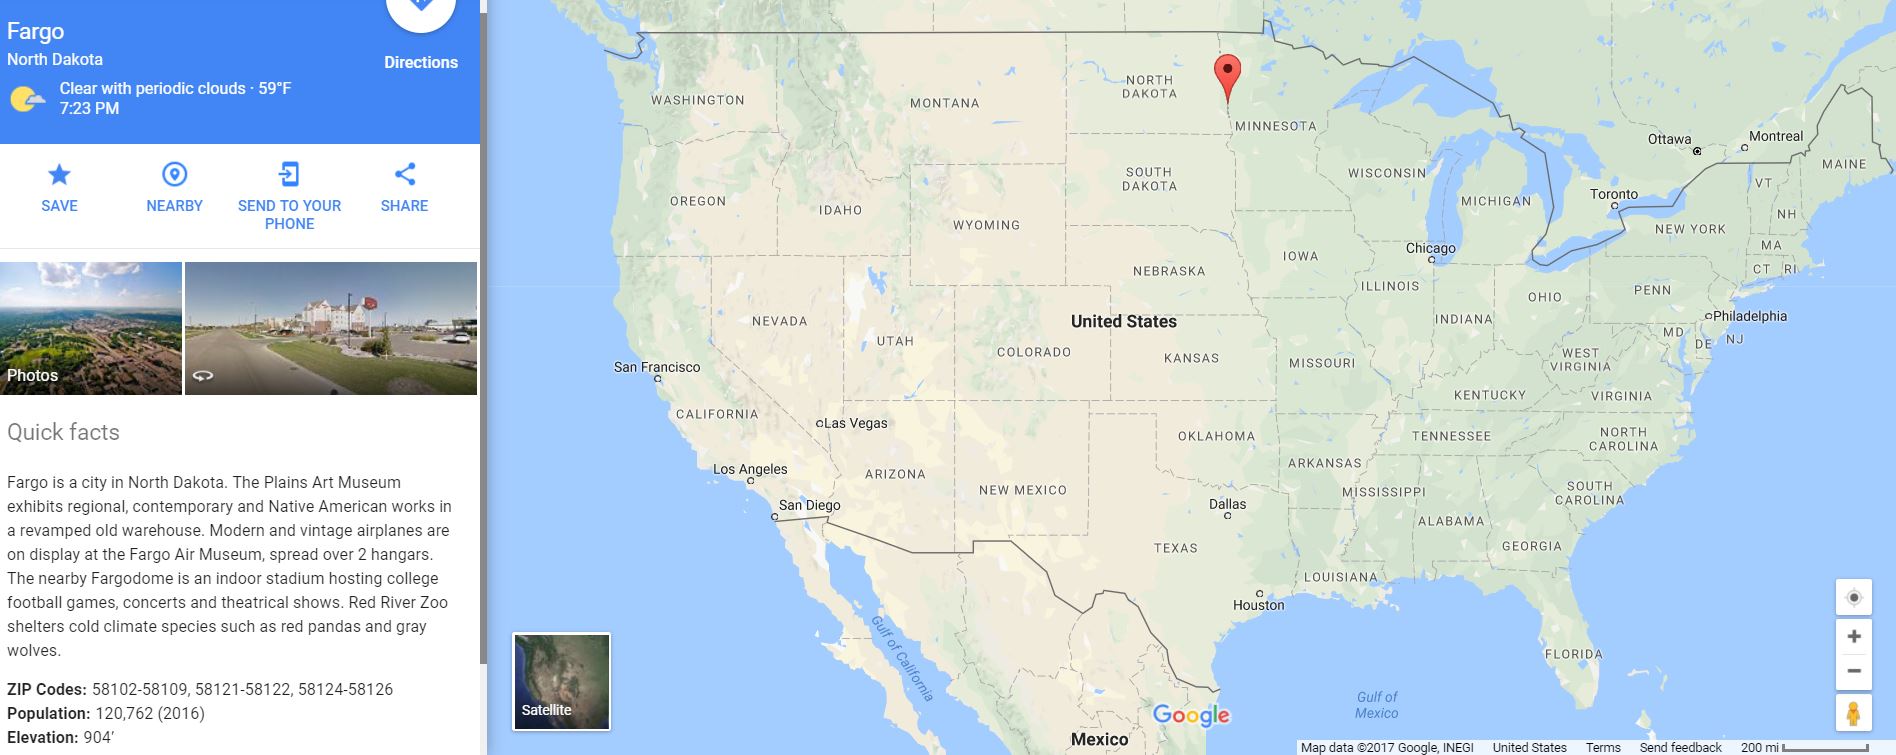 Fargo
North Dakota
Directions
Clear with periodic clouds · 59°F
7:23 PM
SAVE
NEARBY
SEND TO YOUR
PHONE
SHARE
Photos
Quick facts
Fargo is a city in North Dakota. The Plains Art Museum
exhibits regional, contemporary and Native American works in
a revamped old warehouse. Modern and vintage airplanes are
on display at the Fargo Air Museum, spread over 2 hangars.
The nearby Fargodome is an indoor stadium hosting college
football games, concerts and theatrical shows. Red River Zoo
shelters cold climate species such as red pandas and gray
wolves.
ZIP Codes: 58102-58109, 58121-58122, 58124-58126
Population: 120,762 (2016)
Elevation: 904′
WASHINGTON
MONTANA
NORTH
DAKOTA
MINNESOTA
Ottawa
Montreal
MAINE
OREGON
IDAHO
WYOMING
SOUTH
DAKOTA
WISCONSIN
MICHIGAN
Toronto
VT
NH
NEW YORK
MA
CT
RI
Chicago
IOWA
NEBRASKA
ILLINOIS
INDIANA
OHIO
PENN
Philadelphia
MD
DE
NJ
NEVADA
UTAH
COLORADO
United States
KANSAS
MISSOURI
WEST
VIRGINIA
KENTUCKY
VIRGINIA
San Francisco
CALIFORNIA
Las Vegas
Los Angeles
San Diego
ARIZONA
NEW MEXICO
OKLAHOMA
ARKANSAS
TENNESSEE
NORTH
CAROLINA
SOUTH
CAROLINA
MISSISSIPPI
ALABAMA
GEORGIA
Dallas
TEXAS
LOUISIANA
Houston
FLORIDA
Gulf of California
Gulf of
Mexico
Mexico
Satellite
Google
Map data ©2017 Google, INEGI
United States
Terms
Send feedback
200 mi